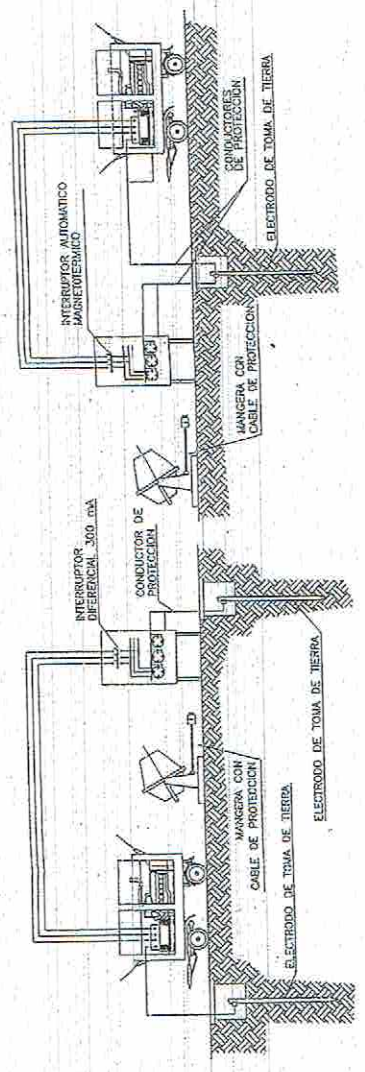 INTERRUPTOR
DIFERENCIAL 300 mA
CONDUCTOR DE
PROTECCION
MANGERA CON
CABLE DE PROTECCION
ELECTRODO DE TOMA DE TIERRA
ELECTRODO DE TOMA DE TIERRA
INTERRUPTOR AUTOMATICO
MAGNETOTERMICO
MANGERA CON
CABLE DE PROTECCION
CONDUCTORES
DE PROTECCION
ELECTRODO DE TOMA DE TIERRA